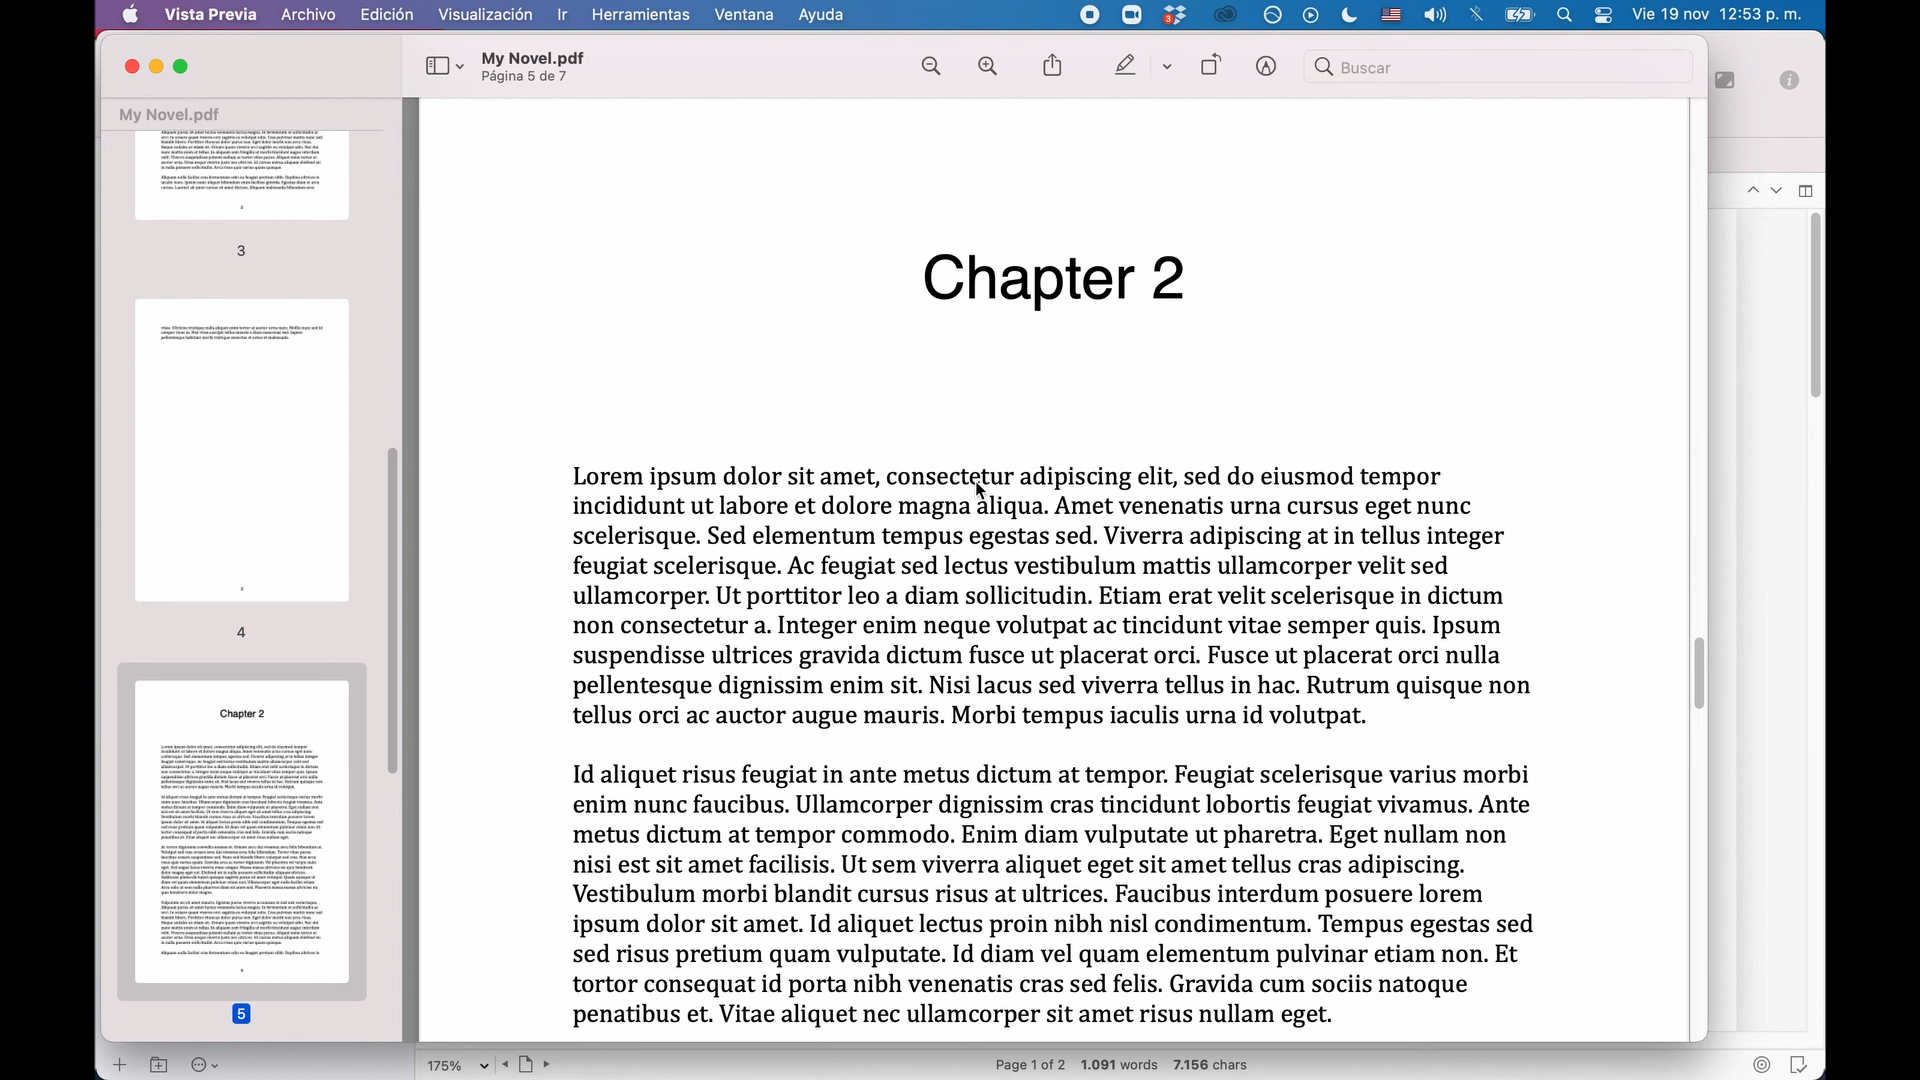 Vista Previa Archivo Edición Visualización Ir Herramientas Ventana Ayuda
3
Vie 19 nov 12:53 p. m.
My Novel.pdf
Página 5 de 7
Buscar
My Novel.pdf
3
4
Chapter 2
5
Chapter 2
Lorem ipsum dolor sit amet, consectetur adipiscing elit, sed do eiusmod tempor
incididunt ut labore et dolore magna aliqua. Amet venenatis urna cursus eget nunc
scelerisque. Sed elementum tempus egestas sed. Viverra adipiscing at in tellus integer
feugiat scelerisque. Ac feugiat sed lectus vestibulum mattis ullamcorper velit sed
ullamcorper. Ut porttitor leo a diam sollicitudin. Etiam erat velit scelerisque in dictum
non consectetur a. Integer enim neque volutpat ac tincidunt vitae semper quis. Ipsum
suspendisse ultrices gravida dictum fusce ut placerat orci. Fusce ut placerat orci nulla
pellentesque dignissim enim sit. Nisi lacus sed viverra tellus in hac. Rutrum quisque non
tellus orci ac auctor augue mauris. Morbi tempus iaculis urna id volutpat.
Id aliquet risus feugiat in ante metus dictum at tempor. Feugiat scelerisque varius morbi
enim nunc faucibus. Ullamcorper dignissim cras tincidunt lobortis feugiat vivamus. Ante
metus dictum at tempor commodo. Enim diam vulputate ut pharetra. Eget nullam non
nisi est sit amet facilisis. Ut sem viverra aliquet eget sit amet tellus cras adipiscing.
Vestibulum morbi blandit cursus risus at ultrices. Faucibus interdum posuere lorem
ipsum dolor sit amet. Id aliquet lectus proin nibh nisl condimentum. Tempus egestas sed
sed risus pretium quam vulputate. Id diam vel quam elementum pulvinar etiam non. Et
tortor consequat id porta nibh venenatis cras sed felis. Gravida cum sociis natoque
penatibus et. Vitae aliquet nec ullamcorper sit amet risus nullam eget.
175%
Page 1 of 2 1.091 words 7.156 chars